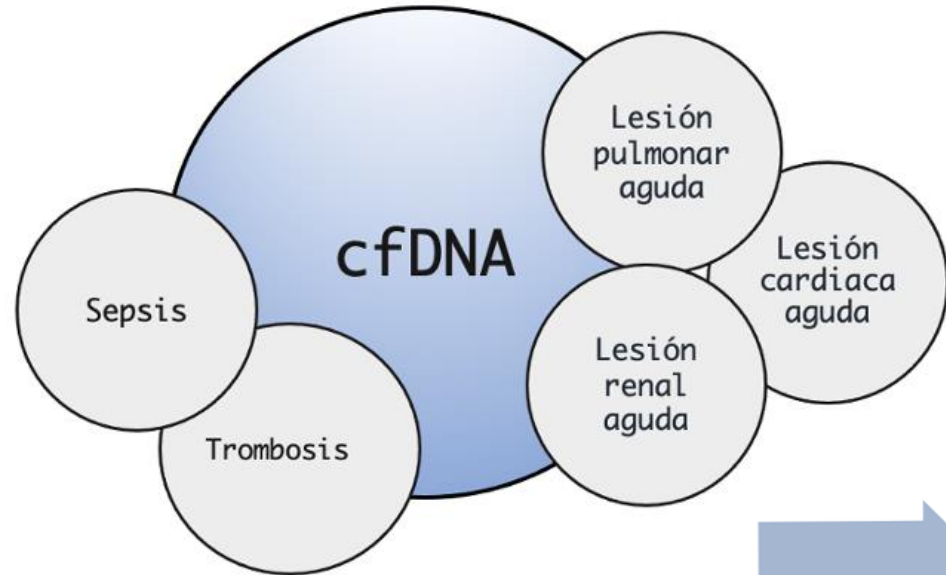 Lesión
pulmonar
aguda
cfDNA
Lesión
cardiaca
aguda
Sepsis
Lesión
renal
aguda
Trombosis